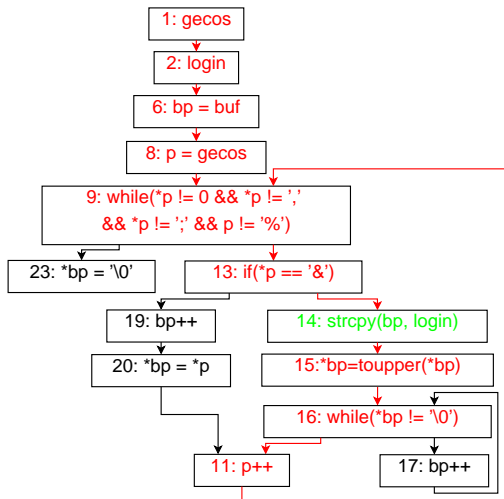 1: gecos
2: login
6: bp = buf
8: p = gecos
9: while(*p != 0 && *p != ','
&& *p != ';' && p != '%')
23: *bp = '\0'
13: if(*p == '&')
19: bp++
14: strcpy(bp, login)
20: *bp = *p
15:*bp=toupper(*bp)
16: while(*bp != '\0')
11: p++
17: bp++